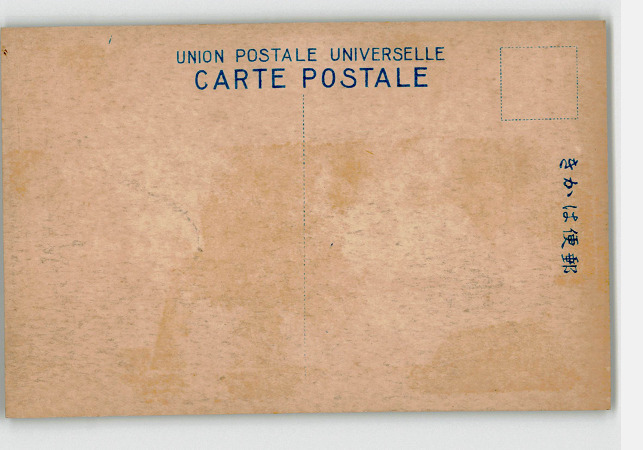 UNION POSTALE UNIVERSELLE
CARTE POSTALE
きかは便郵